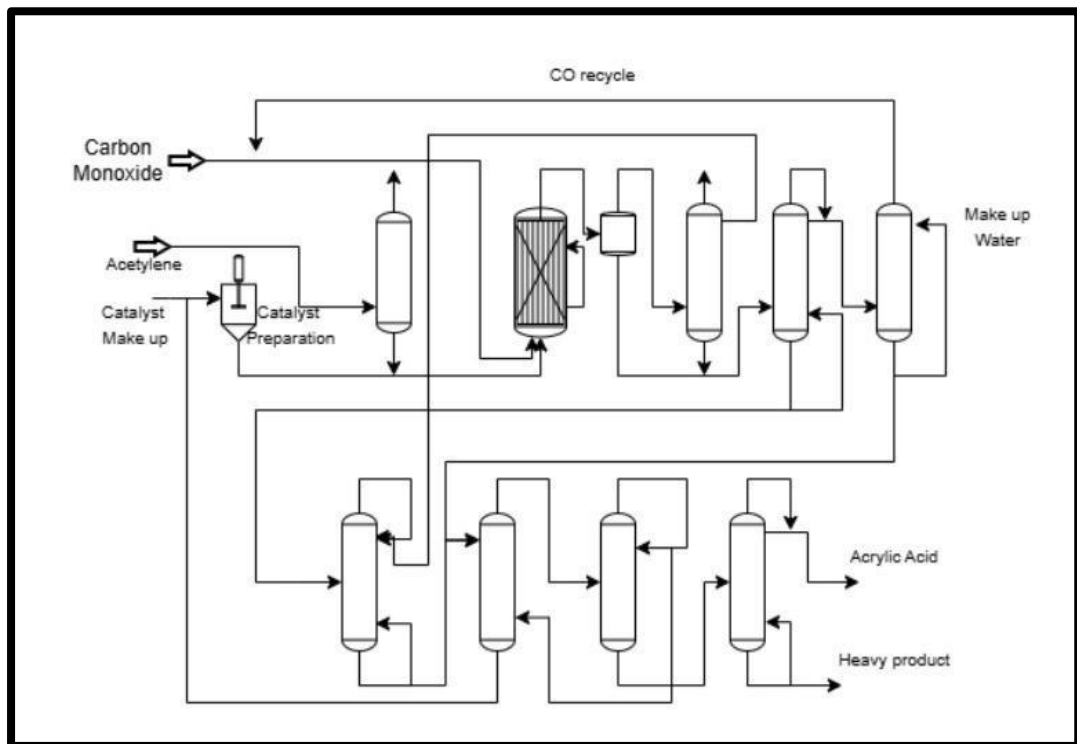 CO recycle
Carbon
Monoxide
Make up
Water
Acetylene
Catalyst
Make up
Catalyst
Preparation
Acrylic Acid
Heavy product